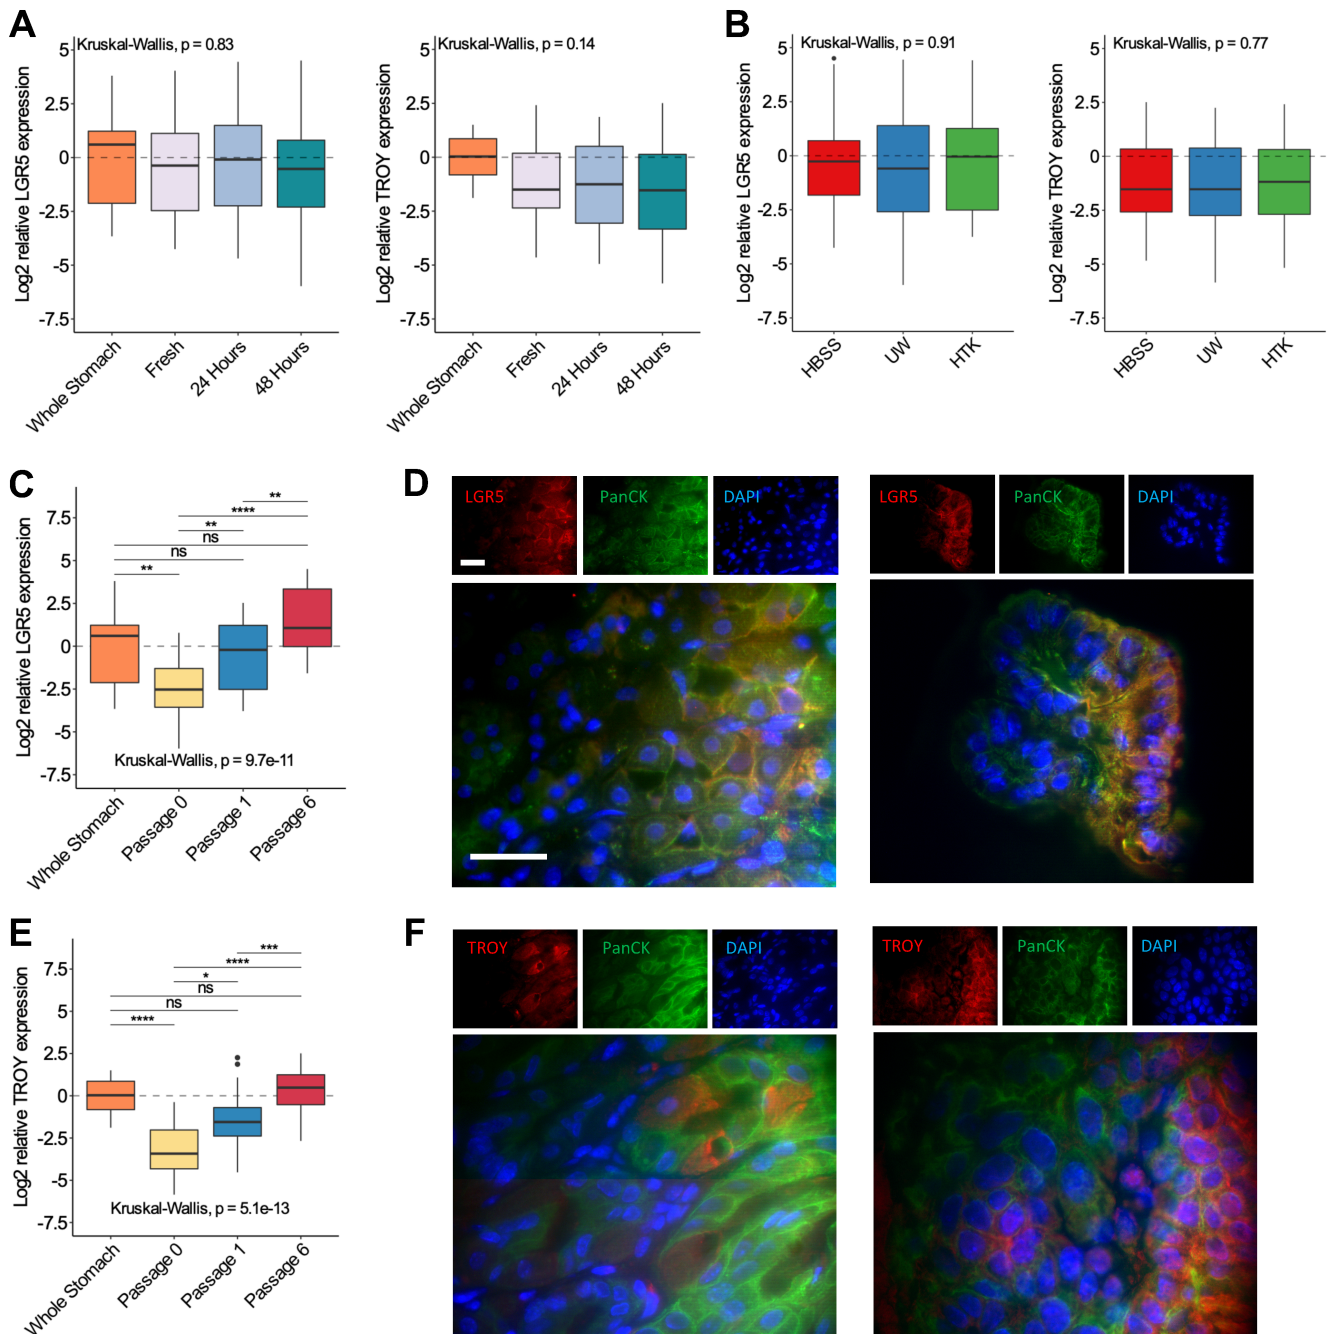 A
Kruskal-Wallis, p = 0.83
Log2 relative LGR5 expression
5
2.5
0
-2.5
-5
-7.5
Whole Stomach
Fresh
24 Hours
48 Hours
Kruskal-Wallis, p = 0.14
Log2 relative TROY expression
5
2.5
0
-2.5
-5
-7.5
Whole Stomach
Fresh
24 Hours
48 Hours
B
Kruskal-Wallis, p = 0.91
Log2 relative LGR5 expression
5
2.5
0
-2.5
-5
-7.5
HBSS
UW
HTK
Kruskal-Wallis, p = 0.77
Log2 relative TROY expression
5
2.5
0
-2.5
-5
-7.5
HBSS
UW
HTK
C
Log2 relative LGR5 expression
7.5
5
2.5
0
-2.5
-5
-7.5
**
****
**
ns
ns
**
Kruskal-Wallis, p = 9.7e-11
Whole Stomach
Passage 0
Passage 1
Passage 6
D
LGR5
PanCK
DAPI
LGR5
PanCK
DAPI
E
Log2 relative TROY expression
7.5
5
2.5
0
-2.5
-5
-7.5
***
****
*
ns
ns
****
Kruskal-Wallis, p = 5.1e-13
Whole Stomach
Passage 0
Passage 1
Passage 6
F
TROY
PanCK
DAPI
TROY
PanCK
DAPI